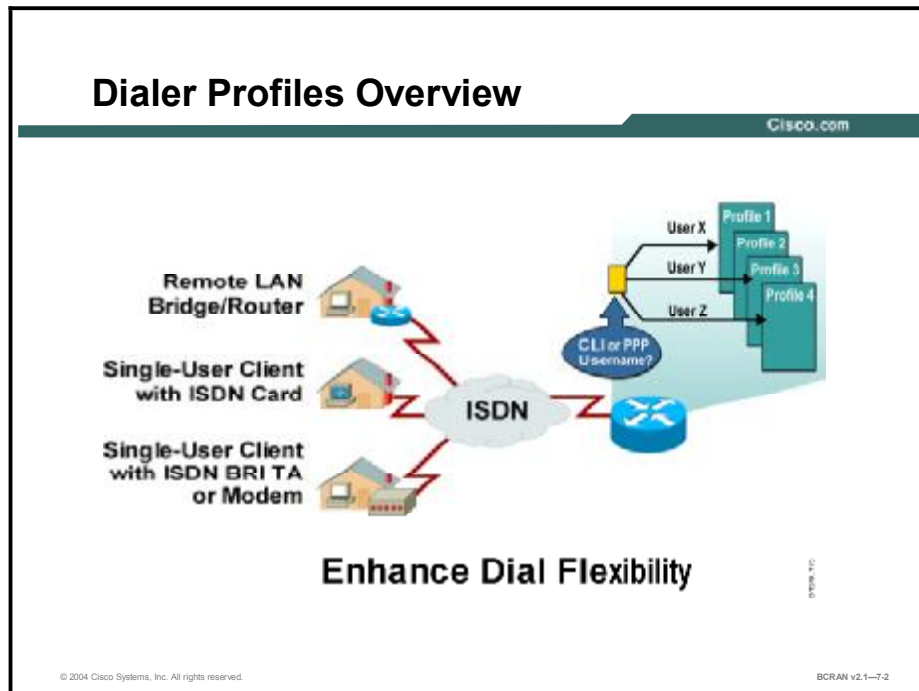 Dialer Profiles Overview
Cisco.com
Remote LAN
Bridge/Router
Single-User Client
with ISDN Card
Single-User Client
with ISDN BRI TA
or Modem
ISDN
User X
User Y
User Z
CLI or PPP
Username?
Profile 1
Profile 2
Profile 3
Profile 4
Enhance Dial Flexibility
© 2004 Cisco Systems, Inc. All rights reserved.
BCRAN v2.1—7-2